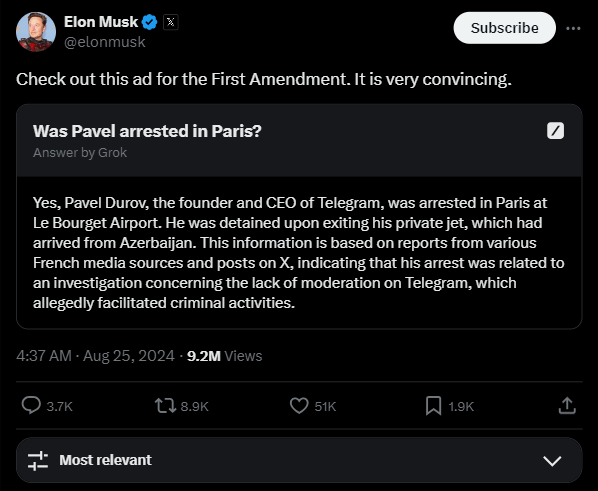 Elon Musk
@elonmusk
Subscribe
Check out this ad for the First Amendment. It is very convincing.
Was Pavel arrested in Paris?
Answer by Grok
Yes, Pavel Durov, the founder and CEO of Telegram, was arrested in Paris at
Le Bourget Airport. He was detained upon exiting his private jet, which had
arrived from Azerbaijan. This information is based on reports from various
French media sources and posts on X, indicating that his arrest was related to
an investigation concerning the lack of moderation on Telegram, which
allegedly facilitated criminal activities.
4:37 AM · Aug 25, 2024 · 9.2M Views
3.7K 8.9K 51K 1.9K
Most relevant